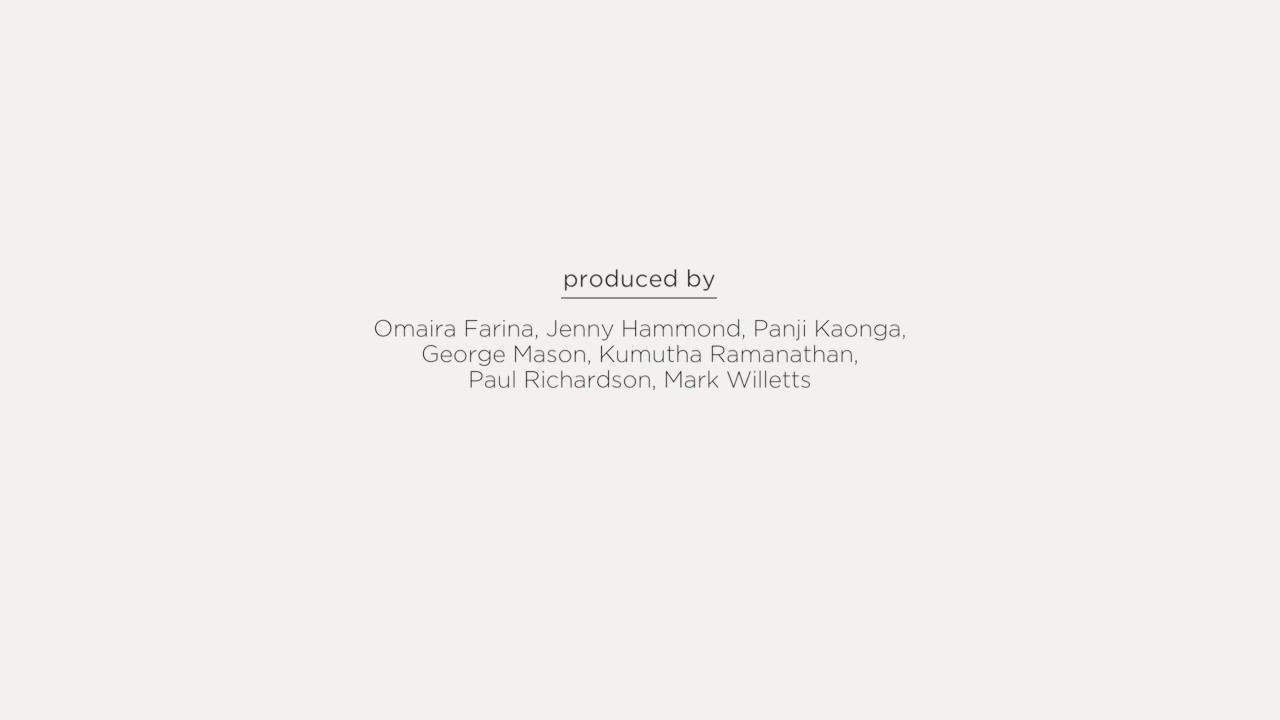 produced by
Omaira Farina, Jenny Hammond, Panji Kaonga,
George Mason, Kumutha Ramanathan,
Paul Richardson, Mark Willetts